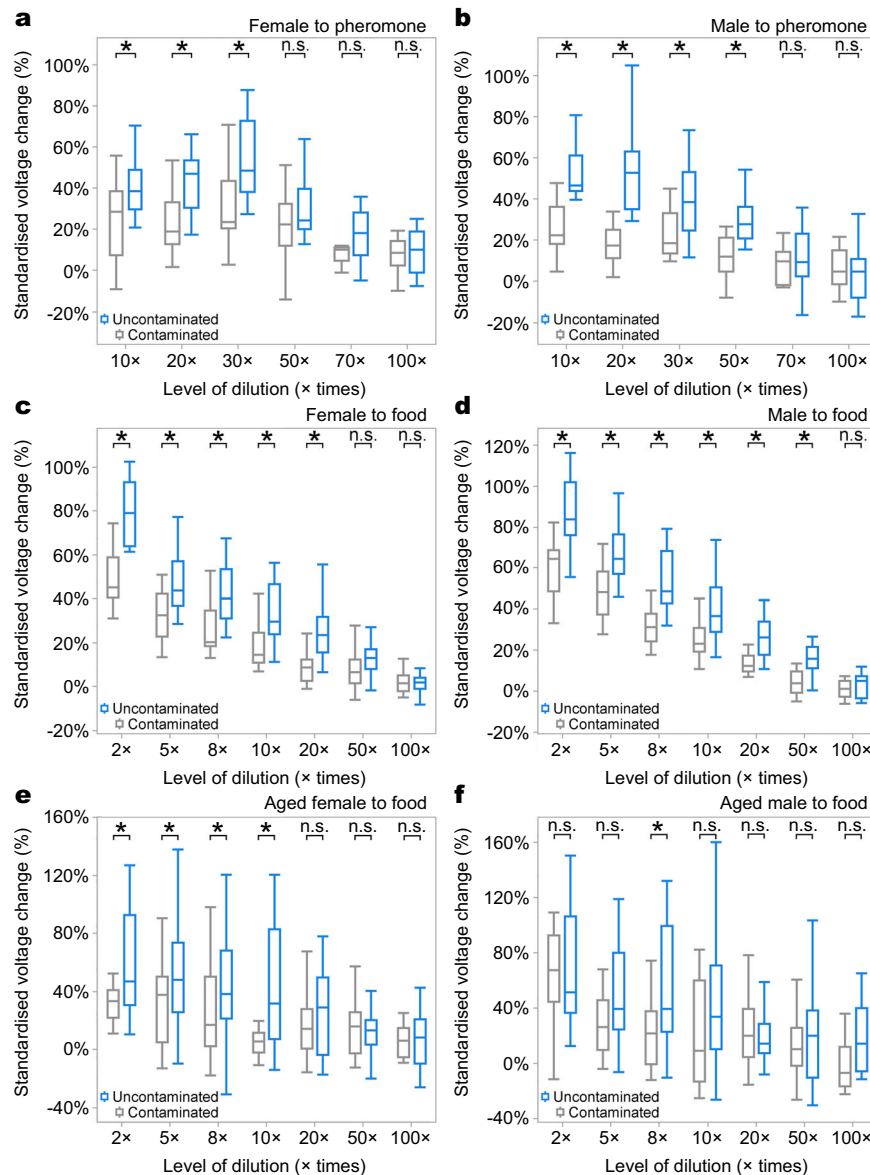 a
Female to pheromone
* * * n.s. n.s. n.s.
Standardised voltage change (%)
100%
80%
60%
40%
20%
0%
-20%
Uncontaminated
Contaminated
10× 20× 30× 50× 70× 100×
Level of dilution (× times)
b
Male to pheromone
* * * * n.s. n.s.
Standardised voltage change (%)
100%
80%
60%
40%
20%
0%
-20%
Uncontaminated
Contaminated
10× 20× 30× 50× 70× 100×
Level of dilution (× times)
c
Female to food
* * * * * n.s. n.s.
Standardised voltage change (%)
100%
80%
60%
40%
20%
0%
-20%
Uncontaminated
Contaminated
2× 5× 8× 10× 20× 50× 100×
Level of dilution (× times)
d
Male to food
* * * * * * n.s.
Standardised voltage change (%)
120%
100%
80%
60%
40%
20%
0%
-20%
Uncontaminated
Contaminated
2× 5× 8× 10× 20× 50× 100×
Level of dilution (× times)
e
Aged female to food
* * * * n.s. n.s. n.s.
Standardised voltage change (%)
160%
120%
80%
40%
0%
-40%
Uncontaminated
Contaminated
2× 5× 8× 10× 20× 50× 100×
Level of dilution (× times)
f
Aged male to food
n.s. n.s. * n.s. n.s. n.s. n.s.
Standardised voltage change (%)
160%
120%
80%
40%
0%
-40%
Uncontaminated
Contaminated
2× 5× 8× 10× 20× 50× 100×
Level of dilution (× times)